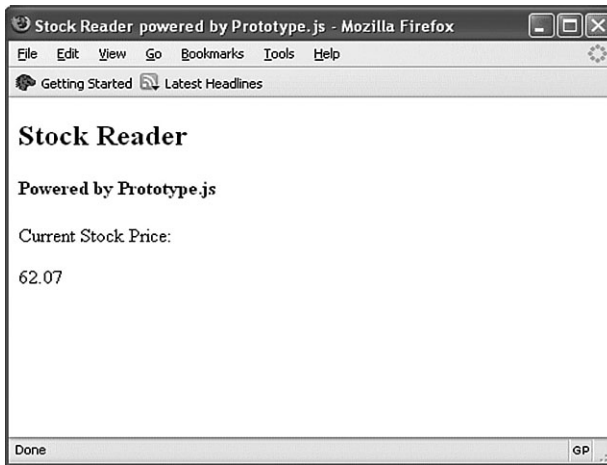 Stock Reader powered by Prototype.js - Mozilla Firefox
File Edit View Go Bookmarks Tools Help
Getting Started Latest Headlines
Stock Reader
Powered by Prototype.js
Current Stock Price:
62.07
Done GP